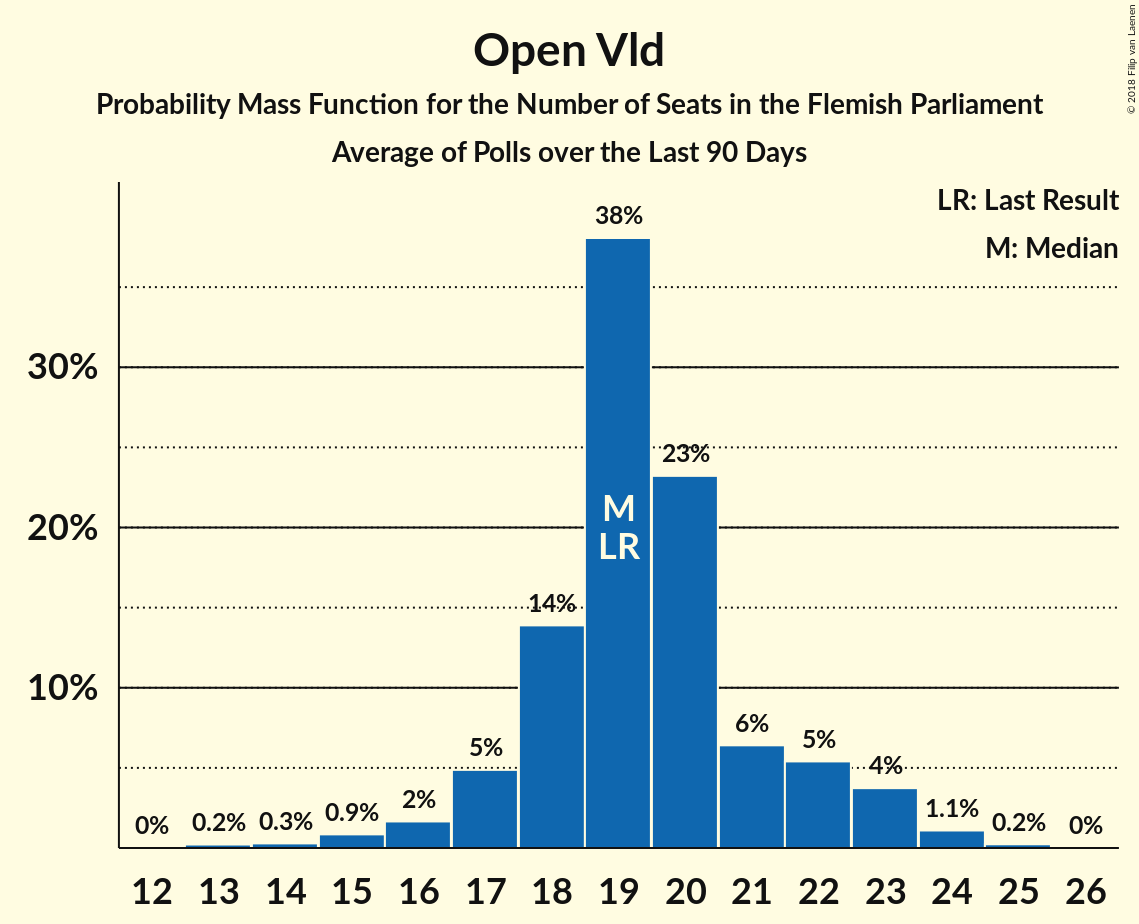 Open Vld
Probability Mass Function for the Number of Seats in the Flemish Parliament
Average of Polls over the Last 90 Days
© 2018 Filip van Laenen
LR: Last Result
M: Median
30%
20%
10%
0%
0.2%
0.3%
0.9%
2%
5%
14%
38%
M
LR
23%
6%
5%
4%
1.1%
0.2%
0%
12 13 14 15 16 17 18 19 20 21 22 23 24 25 26